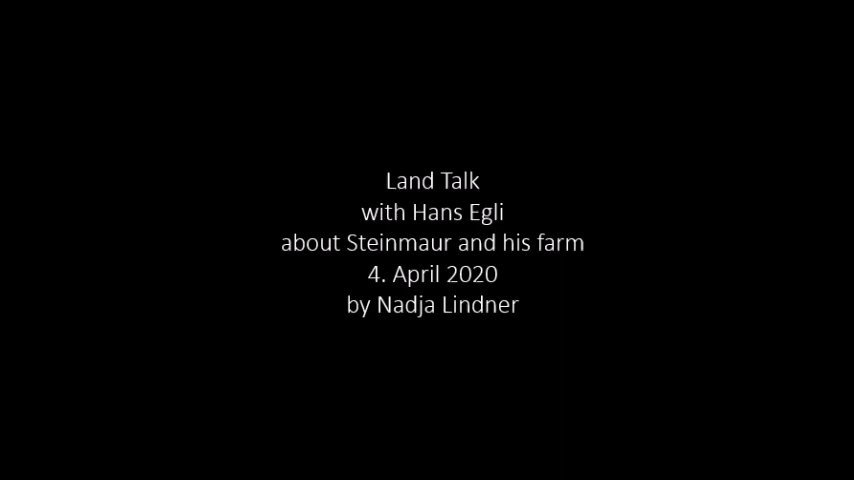 Land Talk
with Hans Egli
about Steinmaur and his farm
4. April 2020
by Nadja Lindner